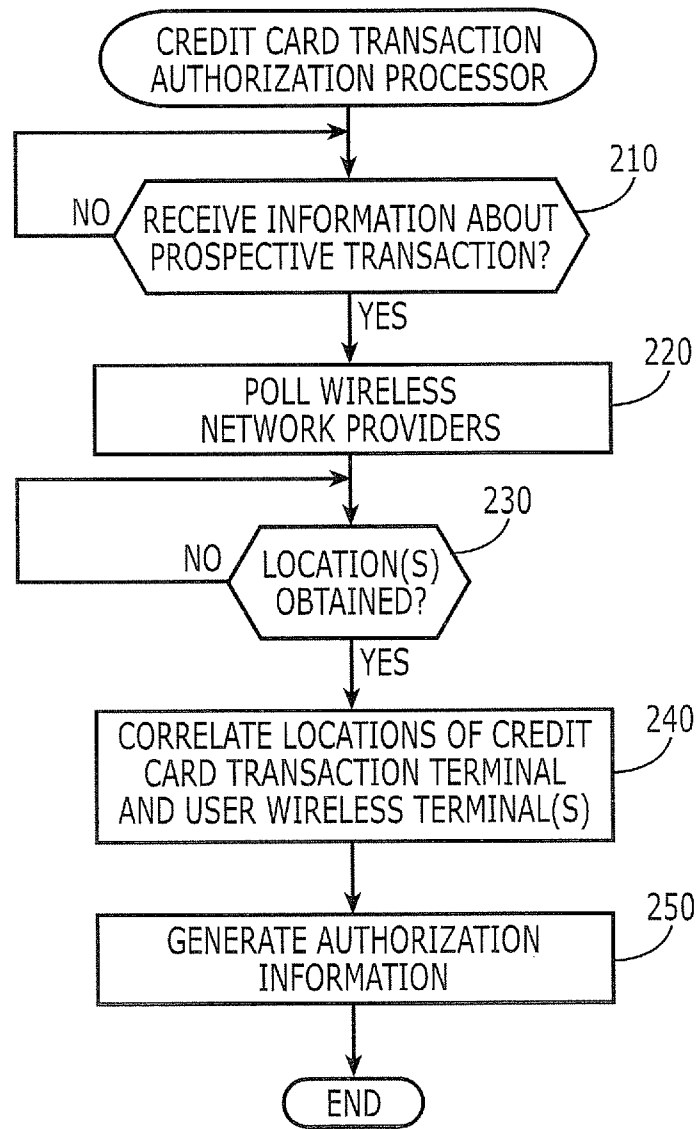 CREDIT CARD TRANSACTION
AUTHORIZATION PROCESSOR
210
NO
RECEIVE INFORMATION ABOUT
PROSPECTIVE TRANSACTION?
YES
220
POLL WIRELESS
NETWORK PROVIDERS
230
NO
LOCATION(S)
OBTAINED?
YES
240
CORRELATE LOCATIONS OF CREDIT
CARD TRANSACTION TERMINAL
AND USER WIRELESS TERMINAL(S)
250
GENERATE AUTHORIZATION
INFORMATION
END